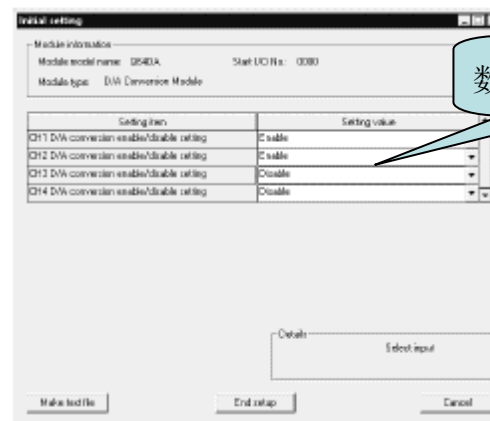 Initial setting
Module information
Module model name: Q64DA Start I/O No.: 0000
Module type: D/A Conversion Module
数
Setting item Setting value
CH1 D/A conversion enable/disable setting Enable
CH2 D/A conversion enable/disable setting Enable
CH3 D/A conversion enable/disable setting Disable
CH4 D/A conversion enable/disable setting Disable
Details
Select input
Make text file End setup Cancel